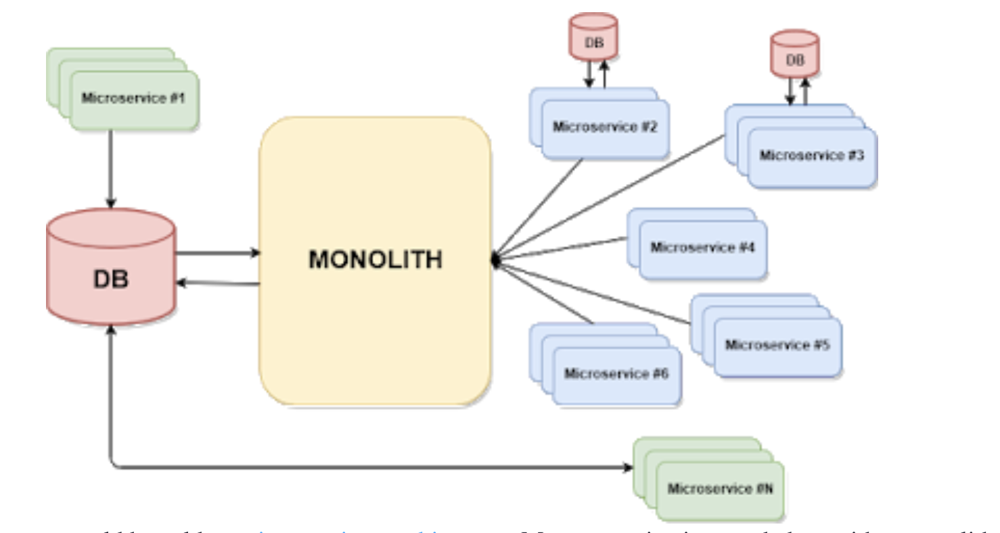 DB
DB
Microservice #1
Microservice #2
Microservice #3
MONOLITH
Microservice #4
DB
Microservice #5
Microservice #6
Microservice #N